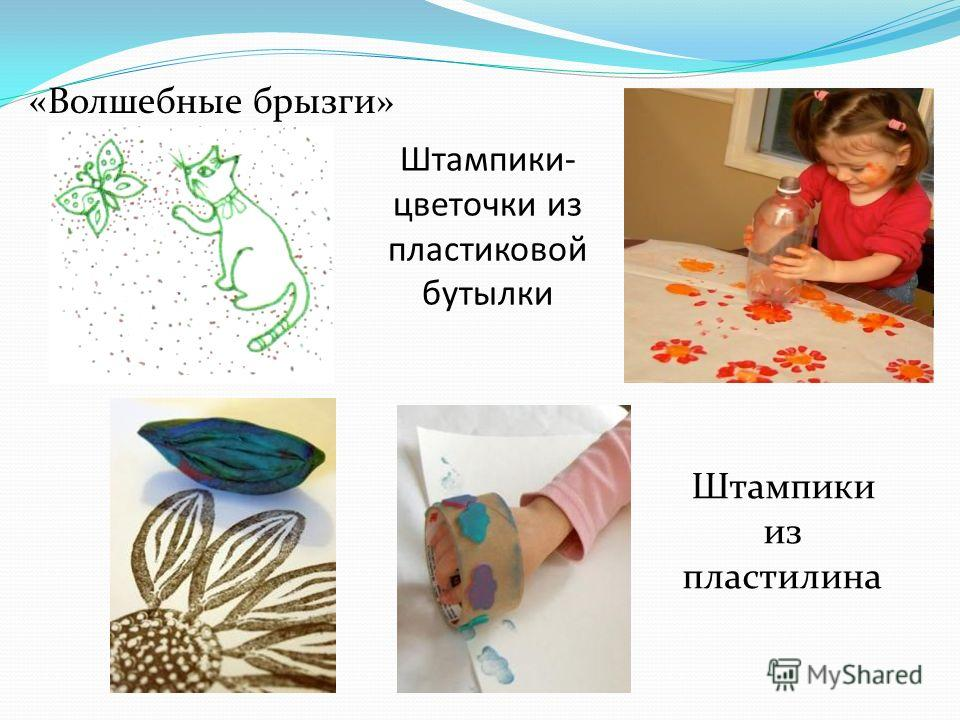 «Волшебные брызги»
Штампики-
цветочки из
пластиковой
бутылки
Штампики
из
пластилина
MyShared